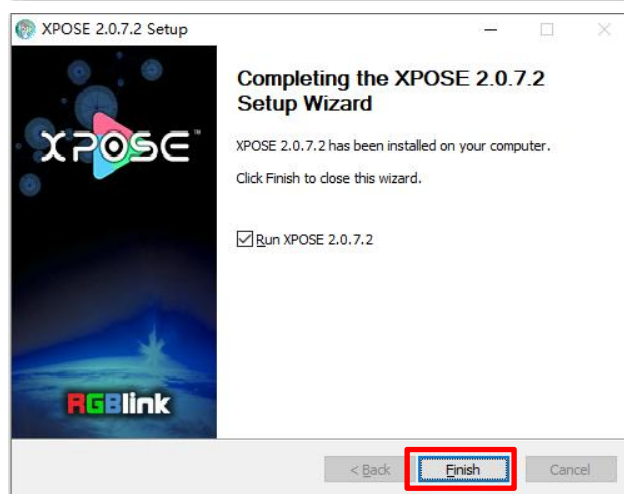 XPOSE 2.0.7.2 Setup
Completing the XPOSE 2.0.7.2
Setup Wizard
XPOSE™
XPOSE 2.0.7.2 has been installed on your computer.
Click Finish to close this wizard.
Run XPOSE 2.0.7.2
RGBlink
< Back
Finish
Cancel